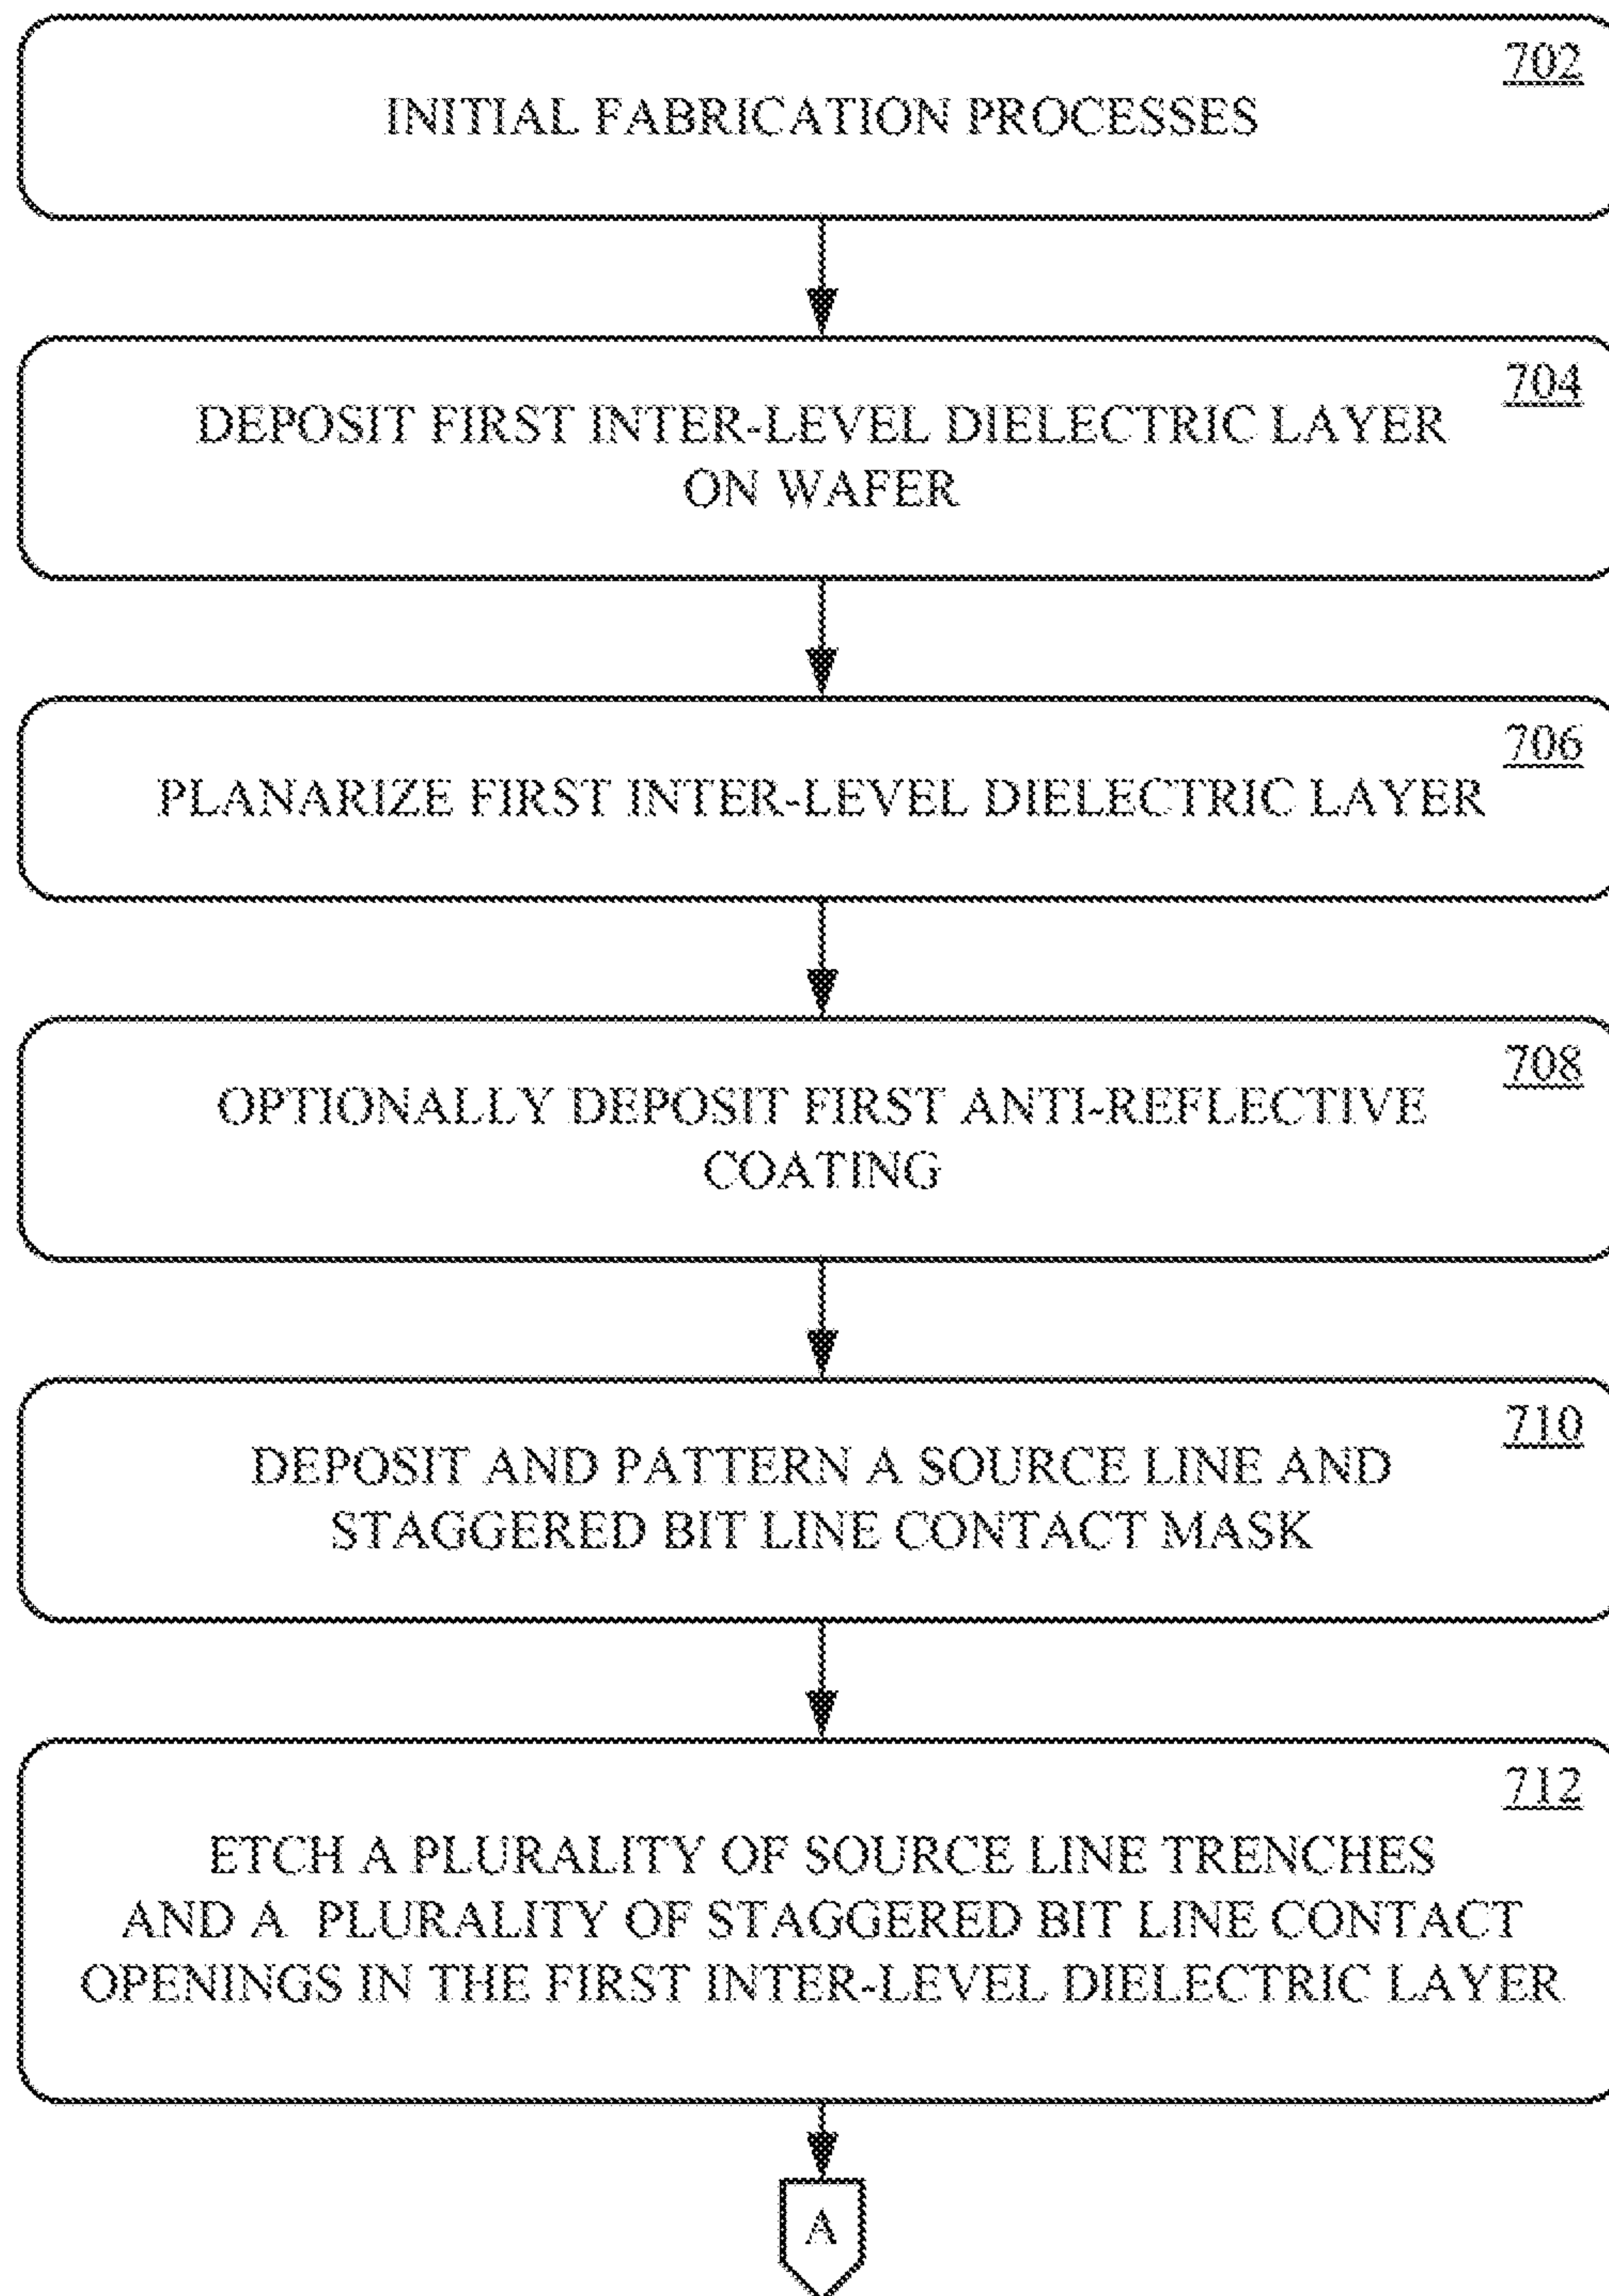 702
INITIAL FABRICATION PROCESSES
704
DEPOSIT FIRST INTER-LEVEL DIELECTRIC LAYER
ON WAFER
706
PLANARIZE FIRST INTER-LEVEL DIELECTRIC LAYER
708
OPTIONALLY DEPOSIT FIRST ANTI-REFLECTIVE
COATING
710
DEPOSIT AND PATTERN A SOURCE LINE AND
STAGGERED BIT LINE CONTACT MASK
712
ETCH A PLURALITY OF SOURCE LINE TRENCHES
AND A PLURALITY OF STAGGERED BIT LINE CONTACT
OPENINGS IN THE FIRST INTER-LEVEL DIELECTRIC LAYER
A